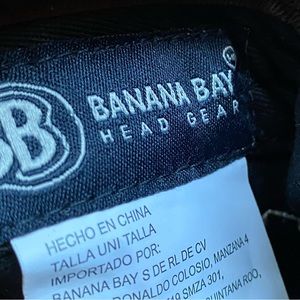 BB
BANANA BAY
HEAD GEAR
HECHO EN CHINA
TALLA UNI TALLA
IMPORTADO POR:
BANANA BAY S DE RL DE CV
DONALDO COLOSIO, MANZANA 4
SMZA 301,
QUINTANA ROO,